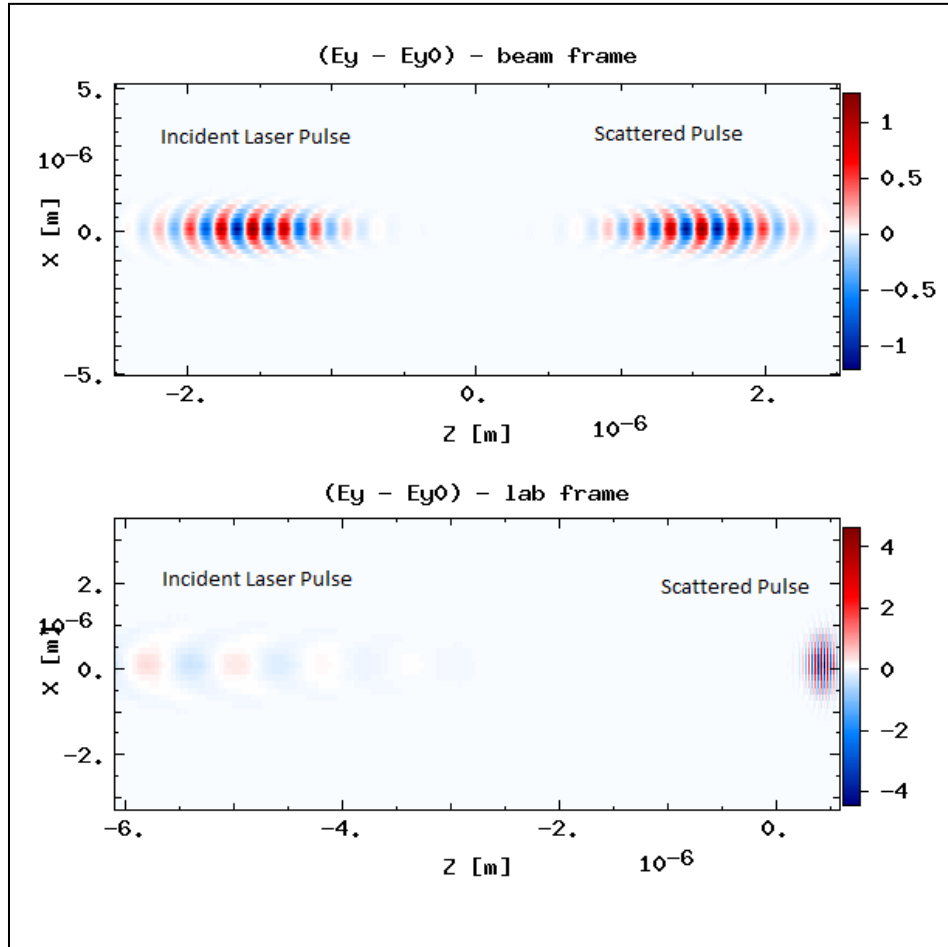 (Ey - Ey0) - beam frame
5.
Incident Laser Pulse
Scattered Pulse
10-6
X [m]
0.
-5.
1
0.5
0
-0.5
-1
-2.
0.
2.
Z [m]
10-6
(Ey - Ey0) - lab frame
Incident Laser Pulse
Scattered Pulse
2.
10-6
X [m]
0.
-2.
4
2
0
-2
-4
-6.
-4.
-2.
0.
Z [m]
10-6